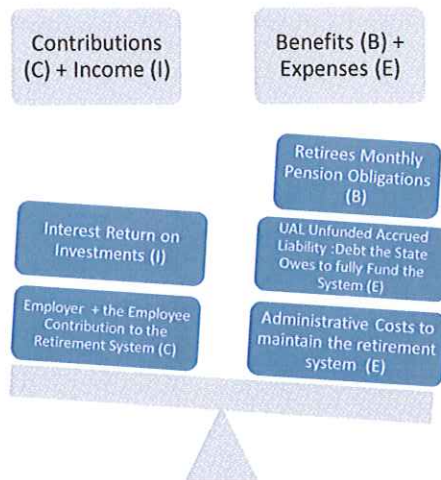 Contributions
(C) + Income (I)
Benefits (B) +
Expenses (E)
Retirees Monthly
Pension Obligations
(B)
Interest Return on
Investments (I)
UAL Unfunded Accrued
Liability :Debt the State
Owes to fully Fund the
System (E)
Employer + the Employee
Contribution to the
Retirement System (C)
Administrative Costs to
maintain the retirement
system (E)